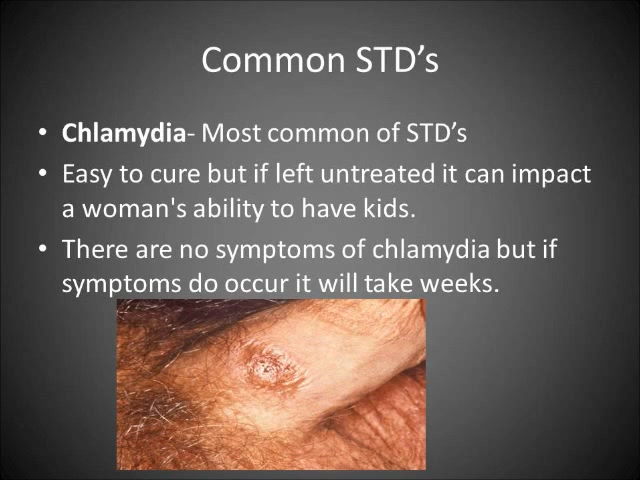 Common STD’s
• Chlamydia- Most common of STD’s
• Easy to cure but if left untreated it can impact
a woman's ability to have kids.
• There are no symptoms of chlamydia but if
symptoms do occur it will take weeks.